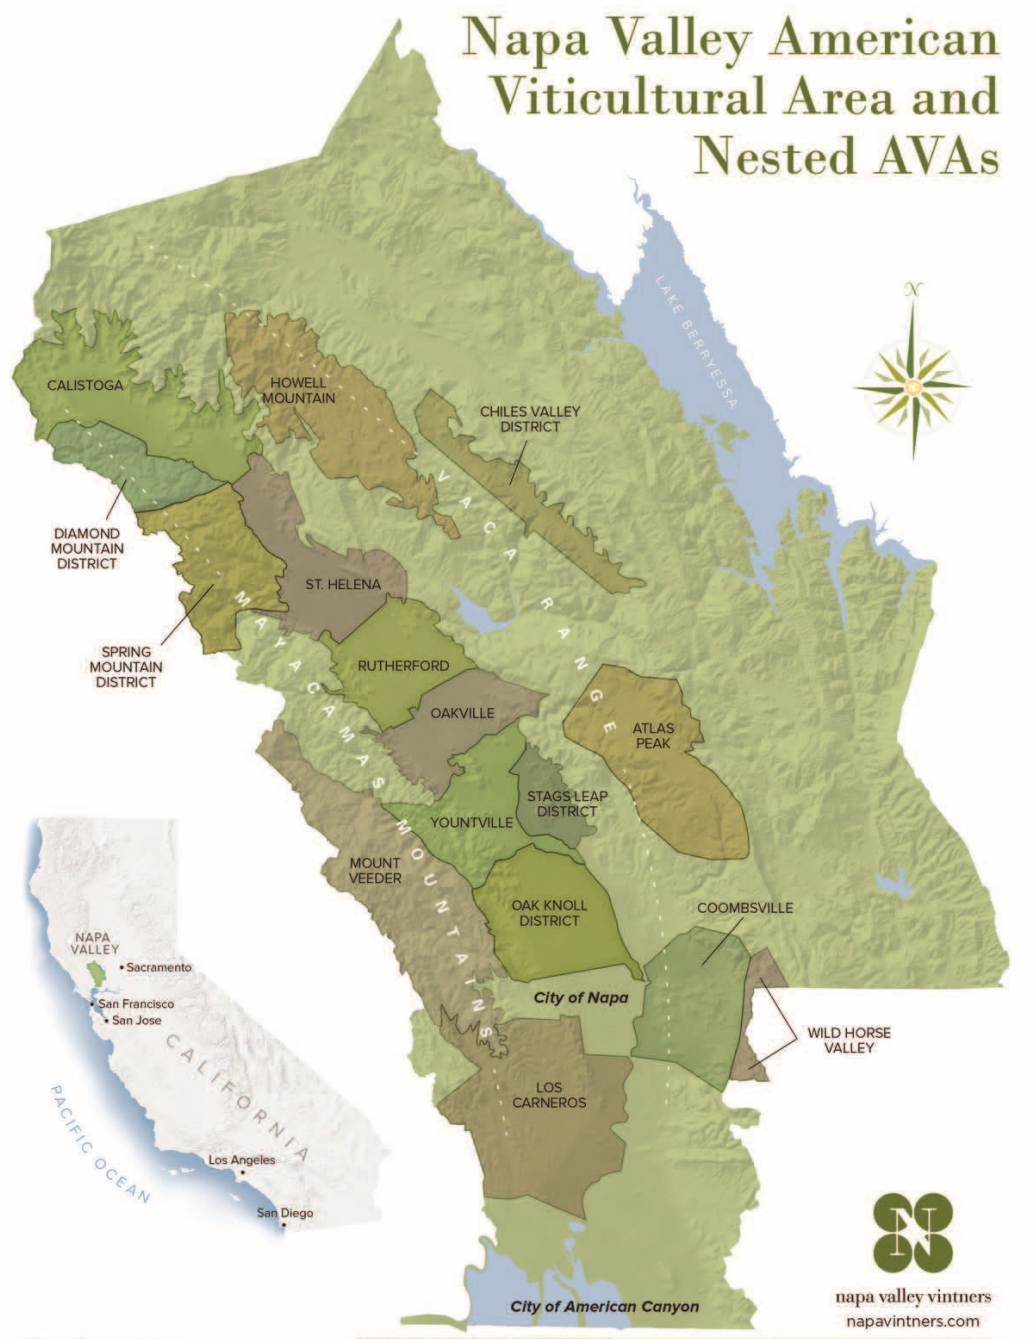 Napa Valley American
Viticultural Area and
Nested AVAs
N
LAKE BERRYESSA
CALISTOGA
HOWELL
MOUNTAIN
CHILES VALLEY
DISTRICT
VACA RANGE
DIAMOND
MOUNTAIN
DISTRICT
ST. HELENA
SPRING
MOUNTAIN
DISTRICT
MAYACAMAS MOUNTAINS
RUTHERFORD
OAKVILLE
ATLAS
PEAK
STAGS LEAP
DISTRICT
YOUNTVILLE
MOUNT
VEEDER
OAK KNOLL
DISTRICT
COOMBSVILLE
City of Napa
WILD HORSE
VALLEY
LOS
CARNEROS
City of American Canyon
NAPA
VALLEY
Sacramento
San Francisco
San Jose
CALIFORNIA
PACIFIC OCEAN
Los Angeles
San Diego
N
napa valley vintners
napavintners.com